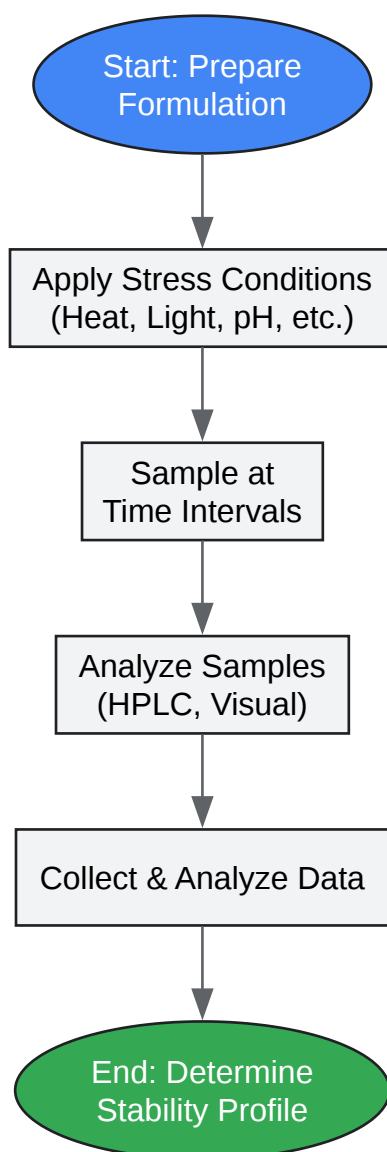 Start: Prepare
Formulation
Apply Stress Conditions
(Heat, Light, pH, etc.)
Sample at
Time Intervals
Analyze Samples
(HPLC, Visual)
Collect & Analyze Data
End: Determine
Stability Profile